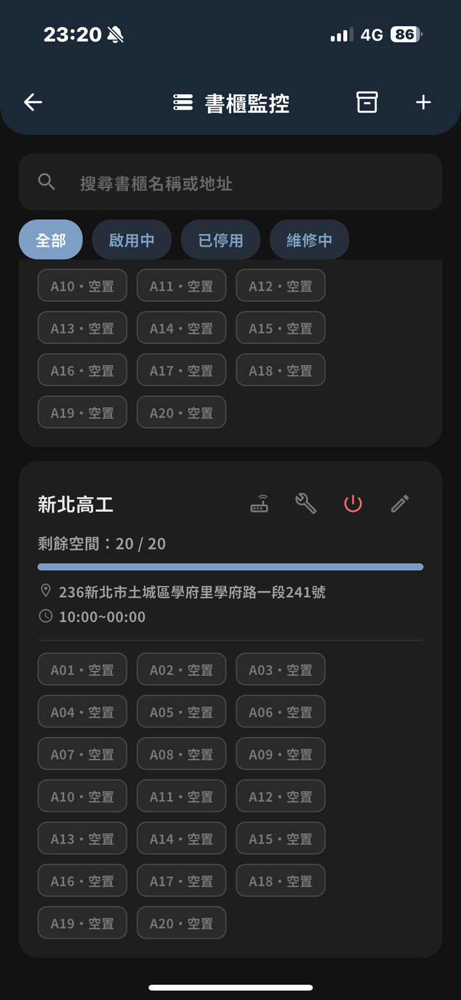 23:20 4G 86
書櫃監控
搜尋書櫃名稱或地址
全部 啟用中 已停用 維修中
A10・空置 A11・空置 A12・空置
A13・空置 A14・空置 A15・空置
A16・空置 A17・空置 A18・空置
A19・空置 A20・空置
新北高工
剩餘空間：20 / 20
236新北市土城區學府里學府路一段241號
10:00~00:00
A01・空置 A02・空置 A03・空置
A04・空置 A05・空置 A06・空置
A07・空置 A08・空置 A09・空置
A10・空置 A11・空置 A12・空置
A13・空置 A14・空置 A15・空置
A16・空置 A17・空置 A18・空置
A19・空置 A20・空置